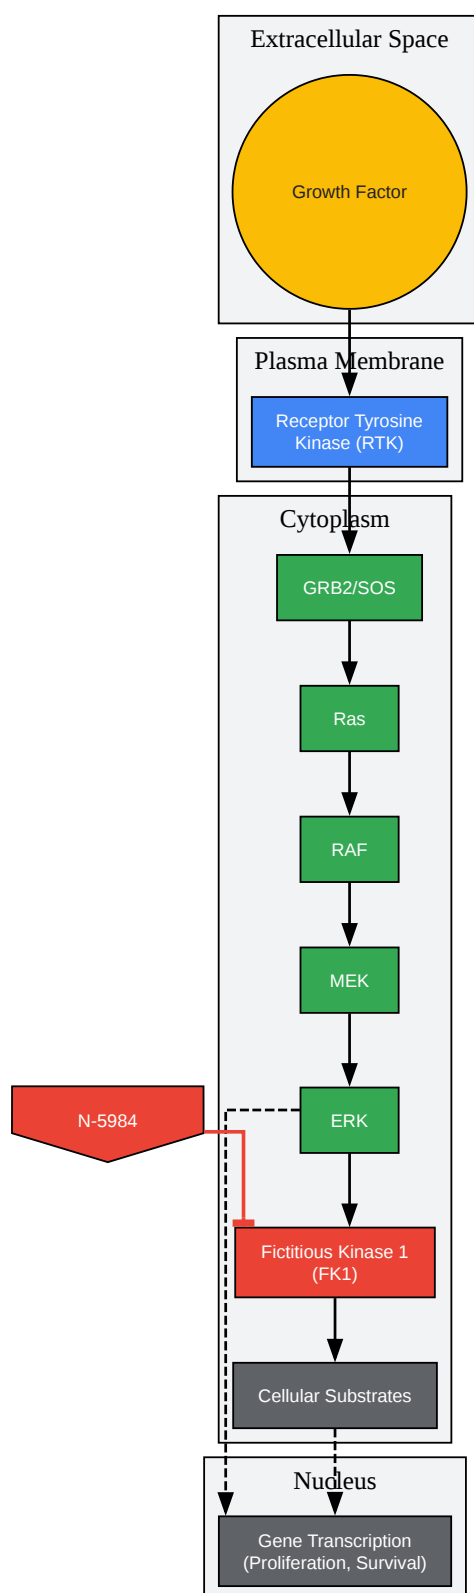 Extracellular Space
Growth Factor
Plasma Membrane
Receptor Tyrosine
Kinase (RTK)
Cytoplasm
GRB2/SOS
Ras
RAF
MEK
N-5984
ERK
Fictitious Kinase 1
(FK1)
Cellular Substrates
Nucleus
Gene Transcription
(Proliferation, Survival)